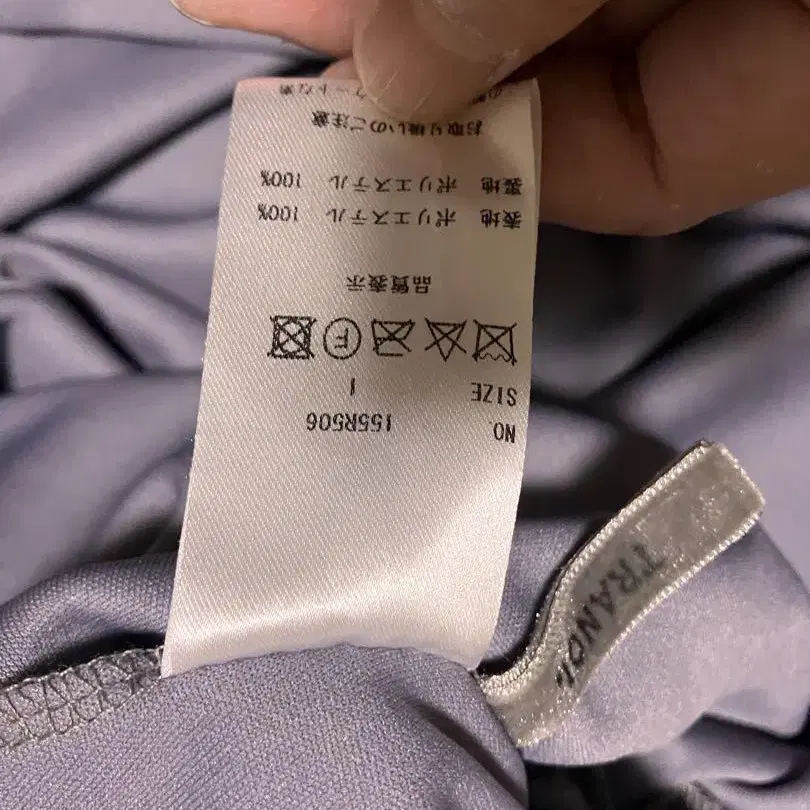 NO. 155R506
SIZE 1
品質表示
表地 ポリエステル 100%
裏地 ポリエステル 100%
お取り扱いのご注意